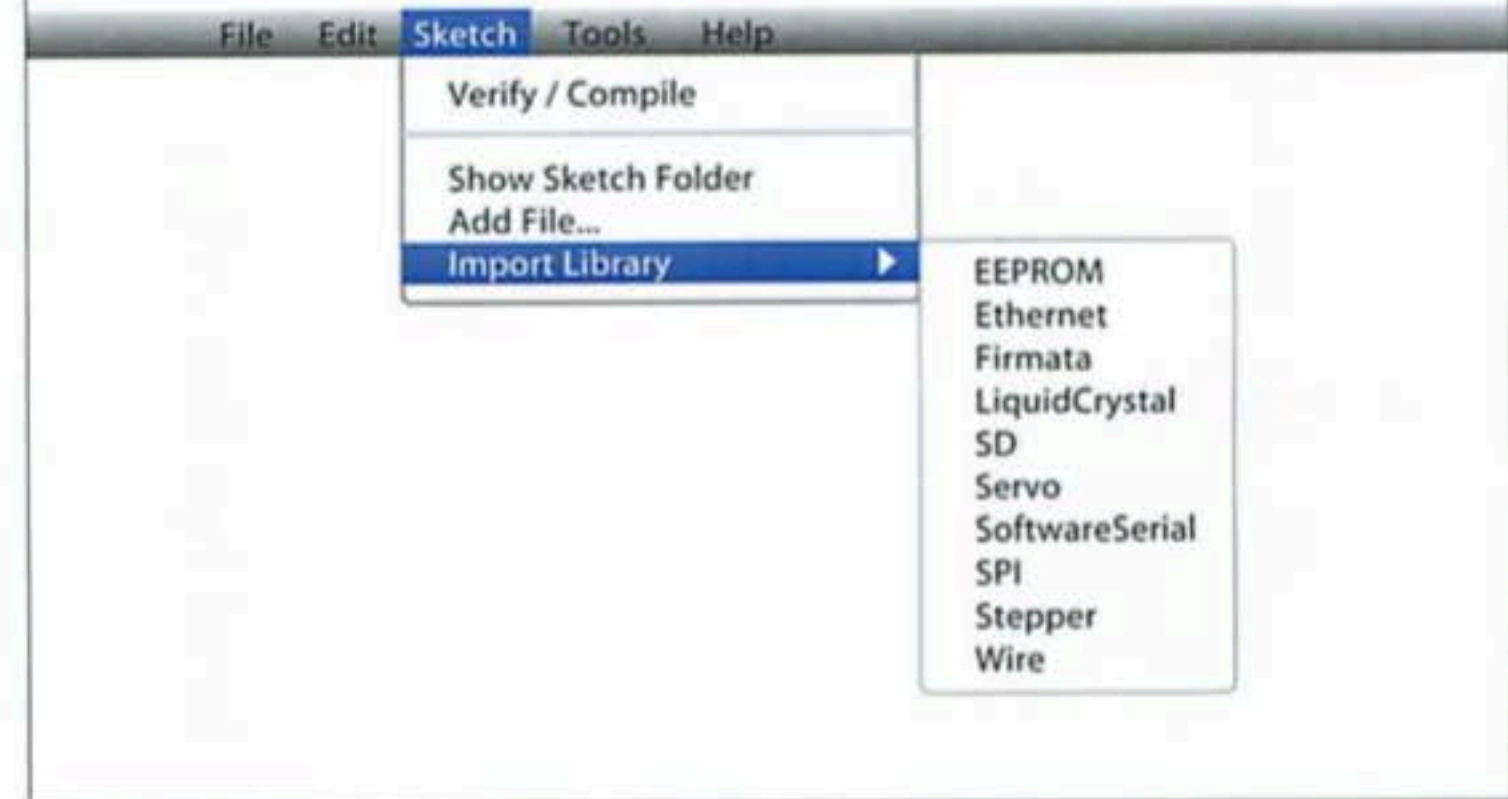 File Edit Sketch Tools Help
Verify / Compile
Show Sketch Folder
Add File...
Import Library
EEPROM
Ethernet
Firmata
LiquidCrystal
SD
Servo
SoftwareSerial
SPI
Stepper
Wire